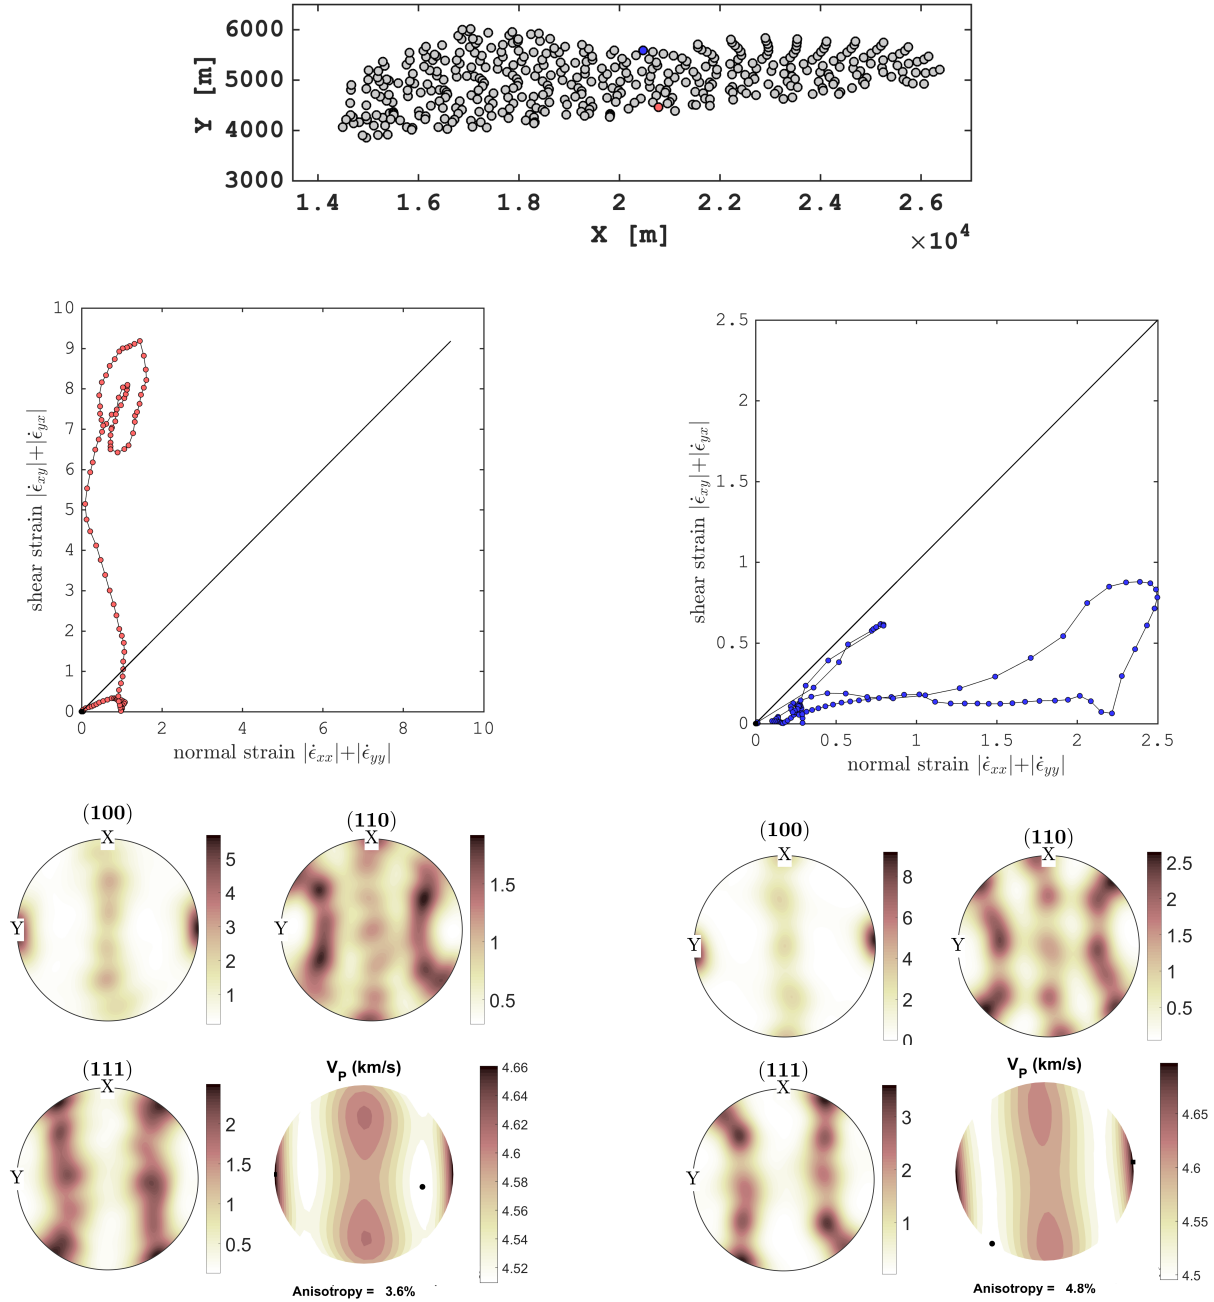 6000
5000
4000
3000
Y [m]
1.4 1.6 1.8 2 2.2 2.4 2.6
X [m]
×10⁴
10
9
8
7
6
5
4
3
2
1
0
shear strain |ϵ̇xy|+|ϵ̇yx|
0 2 4 6 8 10
normal strain |ϵ̇xx|+|ϵ̇yy|
2.5
2
1.5
1
0.5
0
shear strain |ϵ̇xy|+|ϵ̇yx|
0 0.5 1 1.5 2 2.5
normal strain |ϵ̇xx|+|ϵ̇yy|
(100)
X
Y
5
4
3
2
1
(110)
X
Y
1.5
1
0.5
(100)
X
Y
8
6
4
2
0
(110)
X
Y
2.5
2
1.5
1
0.5
(111)
X
Y
2
1.5
1
0.5
VP (km/s)
4.66
4.64
4.62
4.6
4.58
4.56
4.54
4.52
Anisotropy = 3.6%
(111)
X
Y
3
2
1
VP (km/s)
4.65
4.6
4.55
4.5
Anisotropy = 4.8%